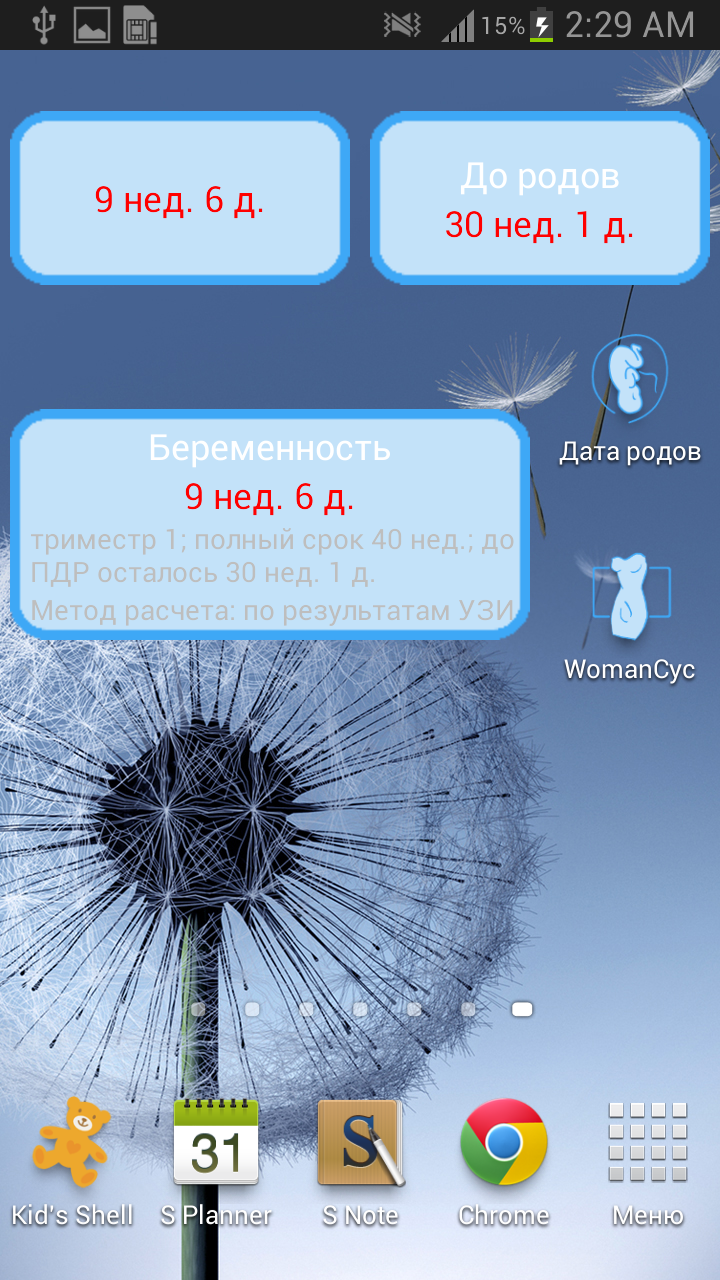 15% 2:29 AM
9 нед. 6 д.
До родов
30 нед. 1 д.
Дата родов
Беременность
9 нед. 6 д.
триместр 1; полный срок 40 нед.; до
ПДР осталось 30 нед. 1 д.
Метод расчета: по результатам УЗИ
WomanCyc
31
S
Kid's Shell
S Planner
S Note
Chrome
Меню